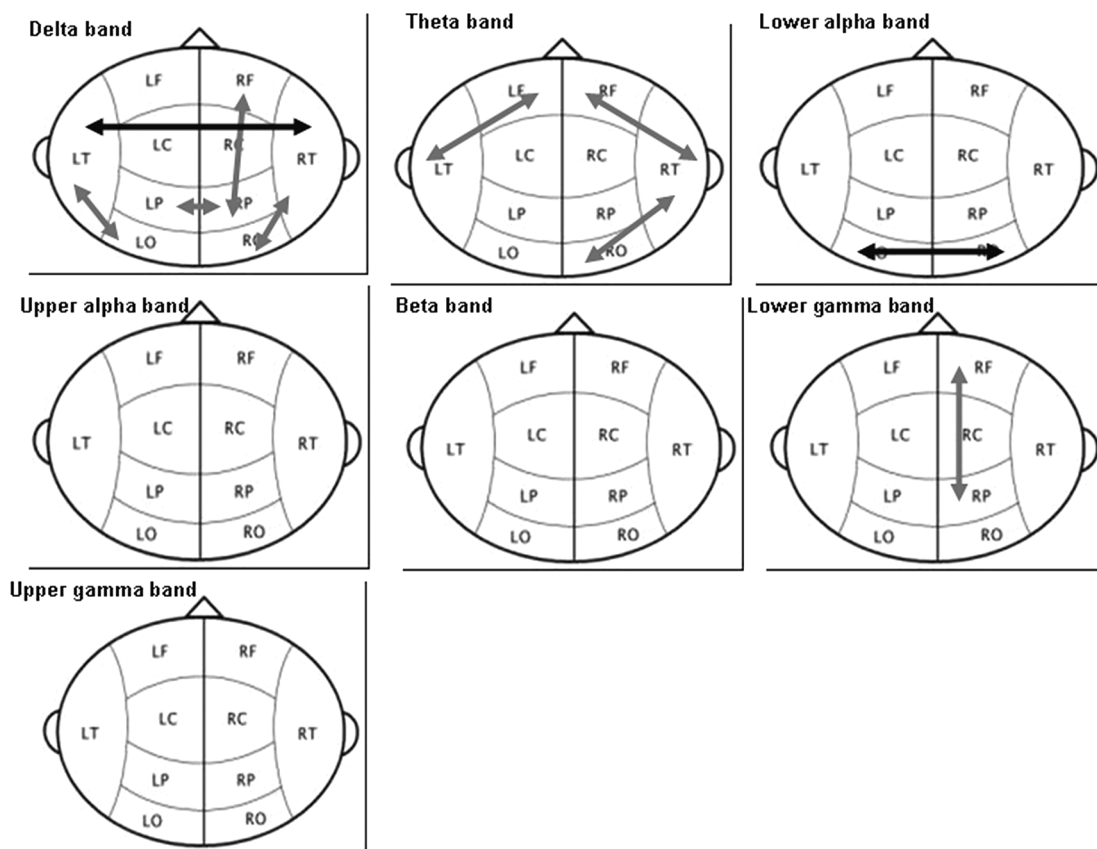 Delta band
LF RF
LT LC RC RT
LP RP
LO RO
Theta band
LF RF
LT LC RC RT
LP RP
LO RO
Lower alpha band
LF RF
LT LC RC RT
LP RP
LO RO
Upper alpha band
LF RF
LT LC RC RT
LP RP
LO RO
Beta band
LF RF
LT LC RC RT
LP RP
LO RO
Lower gamma band
LF RF
LT LC RC RT
LP RP
LO RO
Upper gamma band
LF RF
LT LC RC RT
LP RP
LO RO